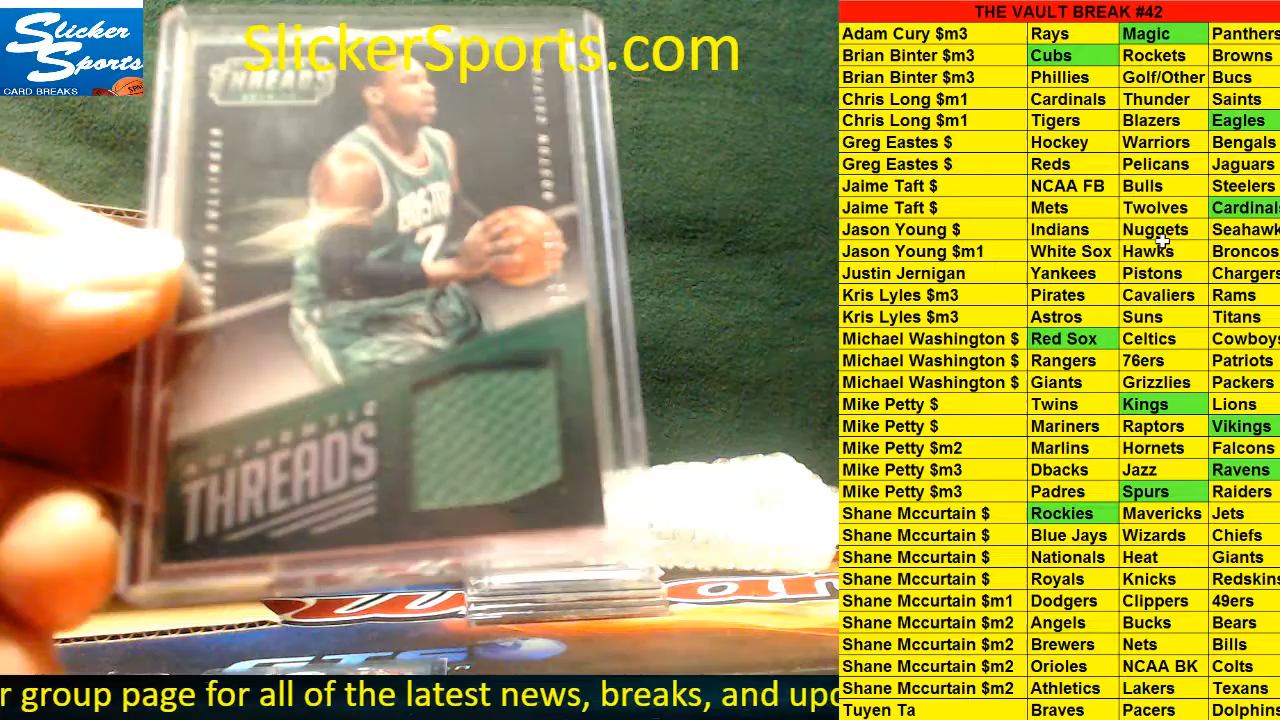 Slicker
Sports
CARD BREAKS
SlickerSports.com
THREADS
BOSTON
7
AUTHENTIC
THREADS
r group page for all of the latest news, breaks, and upd
THE VAULT BREAK #42
Adam Cury $m3 Rays Magic Panthers
Brian Binter $m3 Cubs Rockets Browns
Brian Binter $m3 Phillies Golf/Other Bucs
Chris Long $m1 Cardinals Thunder Saints
Chris Long $m1 Tigers Blazers Eagles
Greg Eastes $ Hockey Warriors Bengals
Greg Eastes $ Reds Pelicans Jaguars
Jaime Taft $ NCAA FB Bulls Steelers
Jaime Taft $ Mets Twolves Cardinals
Jason Young $ Indians Nuggets Seahawk
Jason Young $m1 White Sox Hawks Broncos
Justin Jernigan Yankees Pistons Chargers
Kris Lyles $m3 Pirates Cavaliers Rams
Kris Lyles $m3 Astros Suns Titans
Michael Washington $ Red Sox Celtics Cowboys
Michael Washington $ Rangers 76ers Patriots
Michael Washington $ Giants Grizzlies Packers
Mike Petty $ Twins Kings Lions
Mike Petty $ Mariners Raptors Vikings
Mike Petty $m2 Marlins Hornets Falcons
Mike Petty $m3 Dbacks Jazz Ravens
Mike Petty $m3 Padres Spurs Raiders
Shane Mccurtain $ Rockies Mavericks Jets
Shane Mccurtain $ Blue Jays Wizards Chiefs
Shane Mccurtain $ Nationals Heat Giants
Shane Mccurtain $ Royals Knicks Redskins
Shane Mccurtain $m1 Dodgers Clippers 49ers
Shane Mccurtain $m2 Angels Bucks Bears
Shane Mccurtain $m2 Brewers Nets Bills
Shane Mccurtain $m2 Orioles NCAA BK Colts
Shane Mccurtain $m2 Athletics Lakers Texans
Tuyen Ta Braves Pacers Dolphins